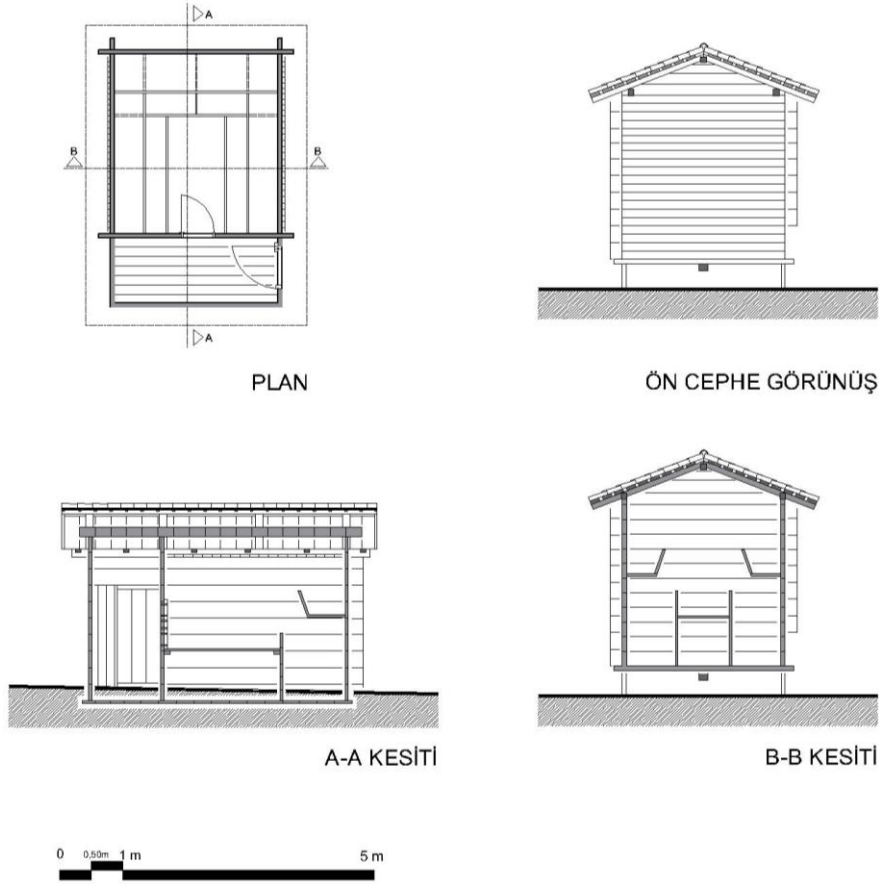 A
B B
A
PLAN
ÖN CEPHE GÖRÜNÜŞ
A-A KESİTİ
B-B KESİTİ
0 0,50m 1 m 5 m